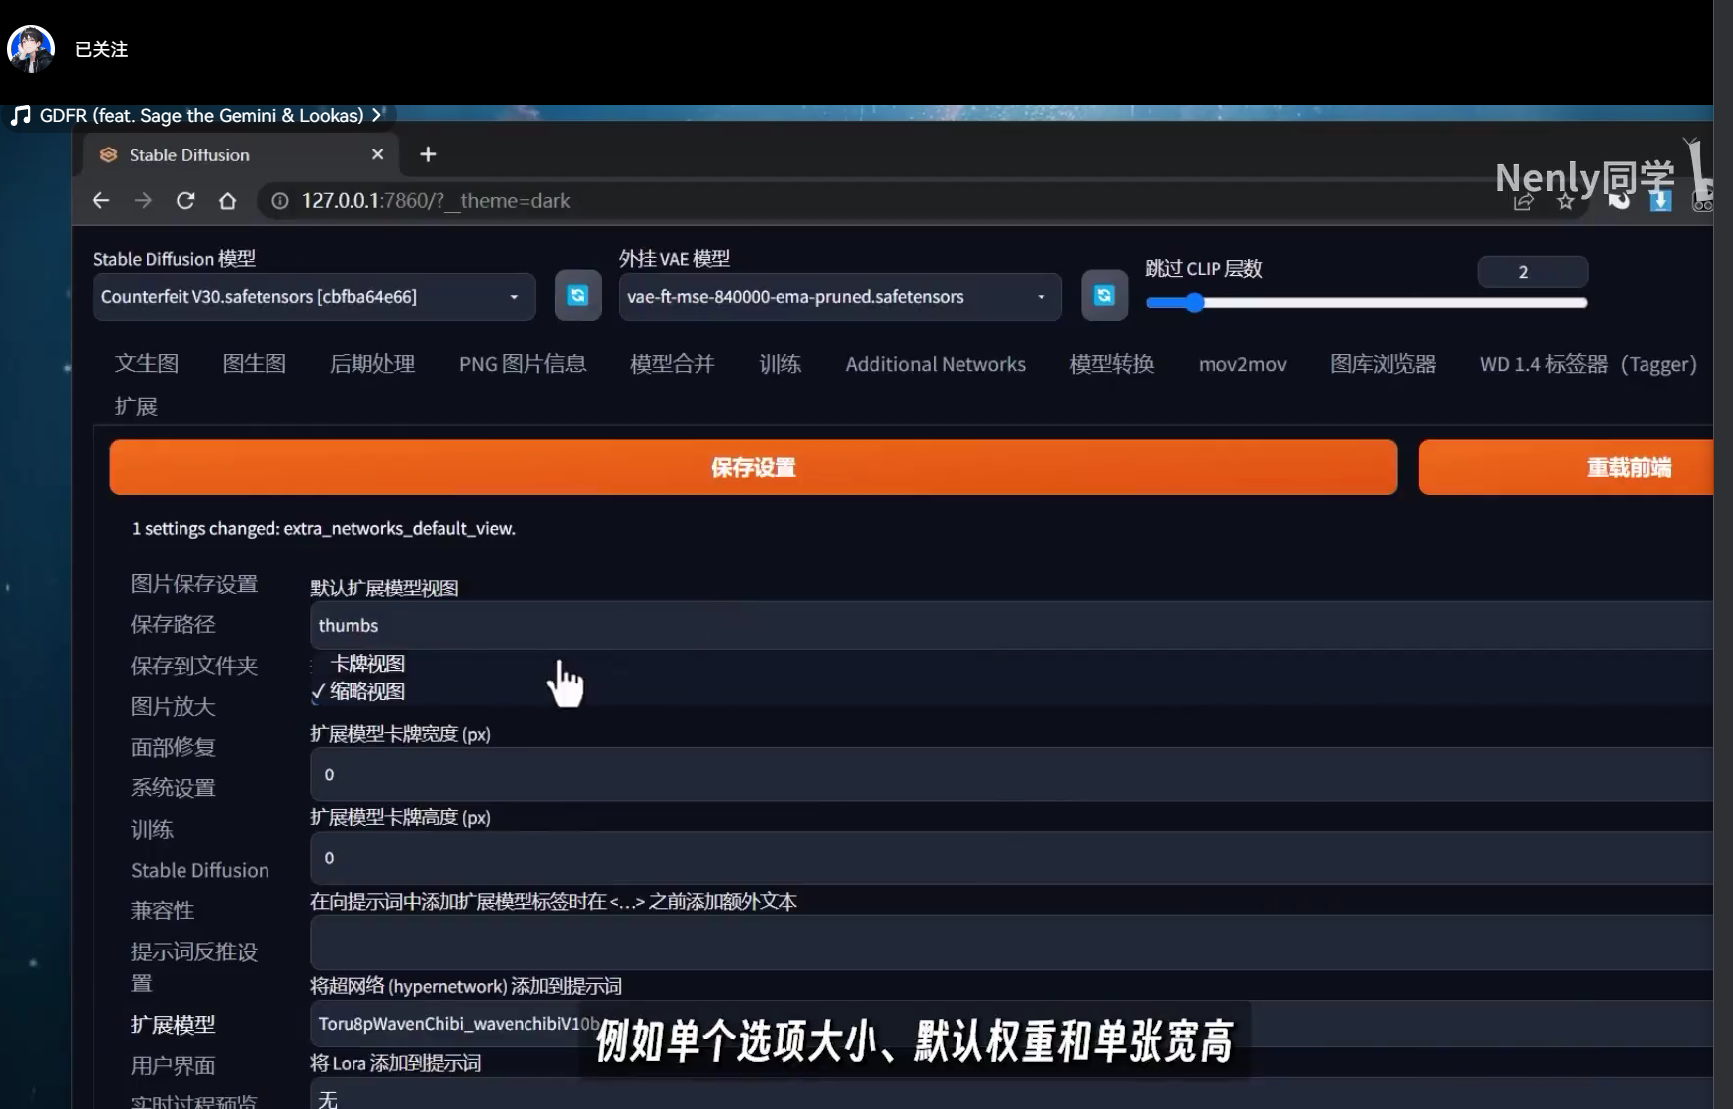 已关注
GDFR (feat. Sage the Gemini & Lookas)
Stable Diffusion
Nenly同学
127.0.0.1:7860/?__theme=dark
Stable Diffusion 模型
外挂 VAE 模型
跳过 CLIP 层数
2
Counterfeit V30.safetensors [cbfba64e66]
vae-ft-mse-840000-ema-pruned.safetensors
文生图 图生图 后期处理 PNG 图片信息 模型合并 训练 Additional Networks 模型转换 mov2mov 图库浏览器 WD 1.4 标签器（Tagger）
扩展
保存设置
重载前端
1 settings changed: extra_networks_default_view.
图片保存设置
保存路径
保存到文件夹
图片放大
面部修复
系统设置
训练
Stable Diffusion
兼容性
提示词反推设
置
扩展模型
用户界面
实时过程预览
默认扩展模型视图
thumbs
卡牌视图
✓缩略视图
扩展模型卡牌宽度 (px)
0
扩展模型卡牌高度 (px)
0
在向提示词中添加扩展模型标签时在 <...> 之前添加额外文本
将超网络 (hypernetwork) 添加到提示词
Toru8pWavenChibi_wavenchibiV10b
将 Lora 添加到提示词
无
例如单个选项大小、默认权重和单张宽高